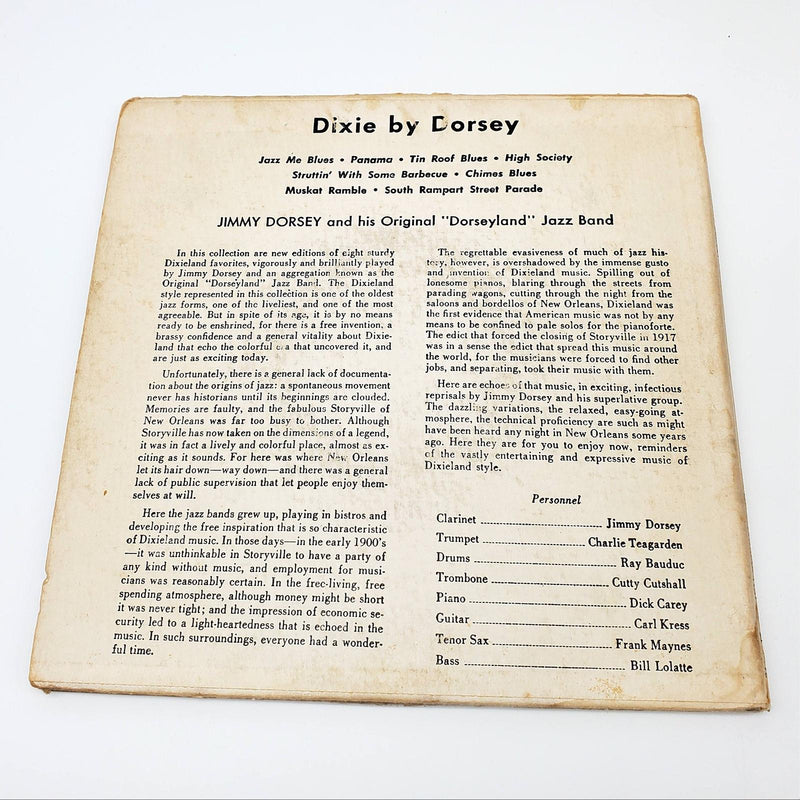 Dixie by Dorsey
Jazz Me Blues • Panama • Tin Roof Blues • High Society
Struttin' With Some Barbecue • Chimes Blues
Muskat Ramble • South Rampart Street Parade
JIMMY DORSEY and his Original "Dorseyland" Jazz Band
In this collection are new editions of eight sturdy
Dixieland favorites, vigorously and brilliantly played
by Jimmy Dorsey and an aggregation known as the
Original "Dorseyland" Jazz Band. The Dixieland
style represented in this collection is one of the oldest
jazz forms, one of the liveliest, and one of the most
agreeable. But in spite of its age, it is by no means
ready to be enshrined, for there is a free invention, a
brassy confidence and a general vitality about Dixie-
land that echo the colorful era that uncovered it, and
are just as exciting today.
Unfortunately, there is a general lack of documenta-
tion about the origins of jazz: a spontaneous movement
never has historians until its beginnings are clouded.
Memories are faulty, and the fabulous Storyville of
New Orleans was far too busy to bother. Although
Storyville has now taken on the dimensions of a legend,
it was in fact a lively and colorful place, almost as ex-
citing as it sounds. For here was where New Orleans
let its hair down—way down—and there was a general
lack of public supervision that let people enjoy them-
selves at will.
Here the jazz bands grew up, playing in bistros and
developing the free inspiration that is so characteristic
of Dixieland music. In those days—in the early 1900's
—it was unthinkable in Storyville to have a party of
any kind without music, and employment for musi-
cians was reasonably certain. In the free-living, free
spending atmosphere, although money might be short
it was never tight; and the impression of economic se-
curity led to a light-heartedness that is echoed in the
music. In such surroundings, everyone had a wonder-
ful time.
The regrettable evasiveness of much of jazz his-
tory, however, is overshadowed by the immense gusto
and invention of Dixieland music. Spilling out of
lonesome pianos, blaring through the streets from
parading wagons, cutting through the night from the
saloons and bordellos of New Orleans, Dixieland was
the first evidence that American music was not by any
means to be confined to pale solos for the pianoforte.
The edict that forced the closing of Storyville in 1917
was in a sense the edict that spread this music around
the world, for the musicians were forced to find other
jobs, and separating, took their music with them.
Here are echoes of that music, in exciting, infectious
reprisals by Jimmy Dorsey and his superlative group.
The dazzling variations, the relaxed, easy-going at-
mosphere, the technical proficiency are such as might
have been heard any night in New Orleans some years
ago. Here they are for you to enjoy now, reminders
of the vastly entertaining and expressive music of
Dixieland style.
Personnel
Clarinet ........ Jimmy Dorsey
Trumpet ........ Charlie Teagarden
Drums ........ Ray Bauduc
Trombone ........ Cutty Cutshall
Piano ........ Dick Carey
Guitar ........ Carl Kress
Tenor Sax ........ Frank Maynes
Bass ........ Bill Lolatte